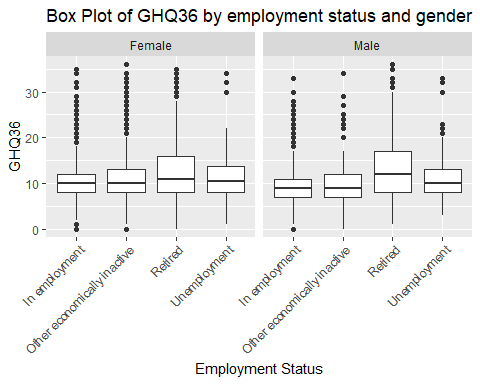 Box Plot of GHQ36 by employment status and gender
Female
Male
GHQ36
30
20
10
0
In employment
Other economically inactive
Retired
Unemployment
In employment
Other economically inactive
Retired
Unemployment
Employment Status